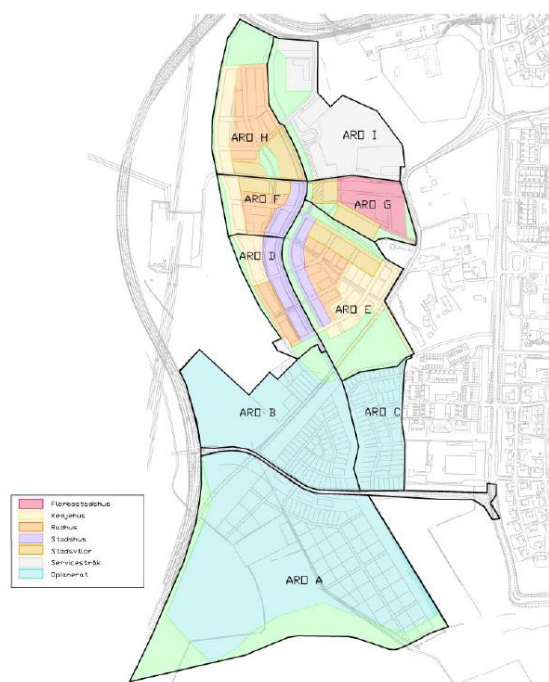 ARO H
ARO I
ARO F
ARO G
ARO D
ARO E
ARO B
ARO C
ARO A
Flerbostadshus
Kedjehus
Radhus
Stadshus
Stadsvillor
Servicestråk
Oplanerat